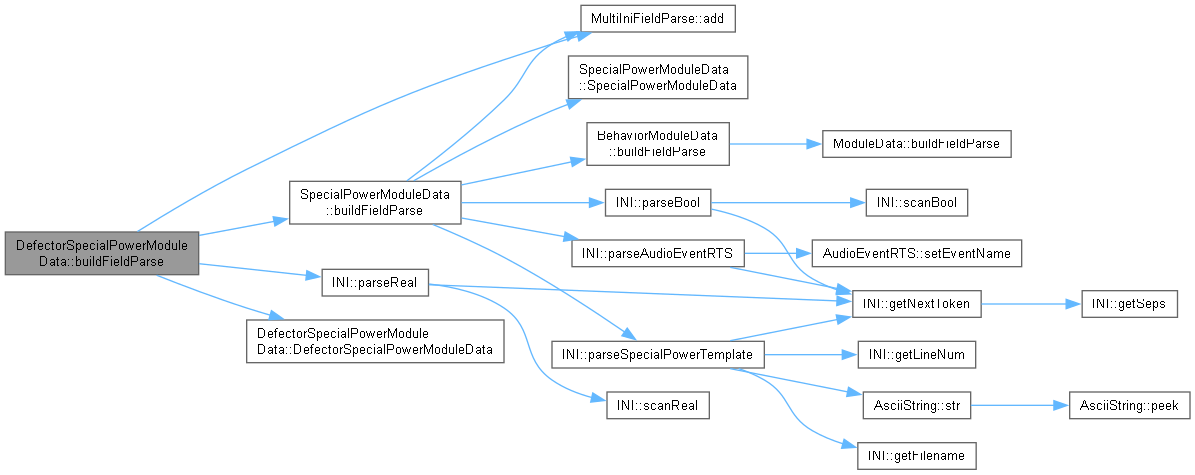 MultiIniFieldParse::add
SpecialPowerModuleData
::SpecialPowerModuleData
BehaviorModuleData
::buildFieldParse
ModuleData::buildFieldParse
SpecialPowerModuleData
::buildFieldParse
INI::parseBool
INI::scanBool
DefectorSpecialPowerModule
Data::buildFieldParse
INI::parseAudioEventRTS
AudioEventRTS::setEventName
INI::parseReal
INI::getNextToken
INI::getSeps
DefectorSpecialPowerModule
Data::DefectorSpecialPowerModuleData
INI::parseSpecialPowerTemplate
INI::getLineNum
INI::scanReal
AsciiString::str
AsciiString::peek
INI::getFilename